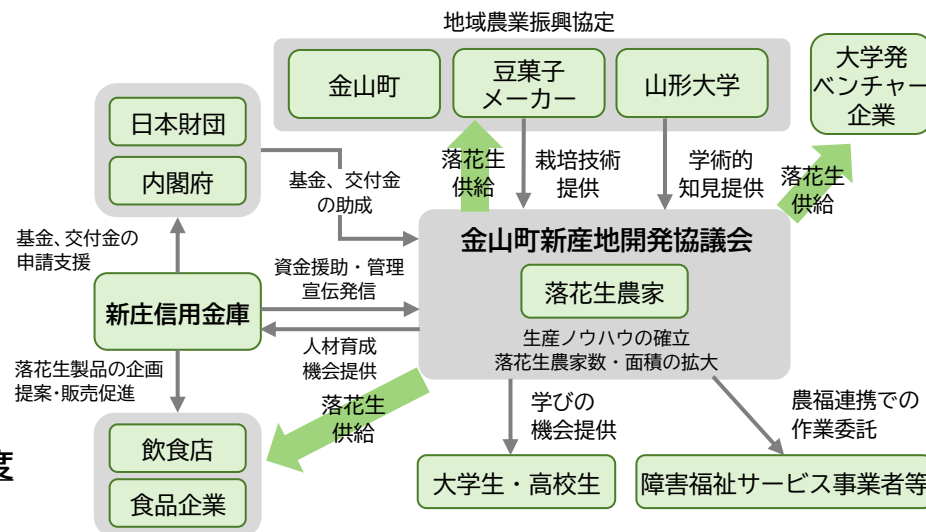 地域農業振興協定
金山町
豆菓子
メーカー
山形大学
大学発
ベンチャー
企業
日本財団
内閣府
基金、交付金
の助成
落花生
供給
栽培技術
提供
学術的
知見提供
落花生
供給
基金、交付金の
申請支援
金山町新産地開発協議会
落花生農家
生産ノウハウの確立
落花生農家数・面積の拡大
資金援助・管理
宣伝発信
新庄信用金庫
人材育成
機会提供
落花生製品の企画
提案・販売促進
落花生
供給
学びの
機会提供
農福連携での
作業委託
飲食店
食品企業
大学生・高校生
障害福祉サービス事業者等
度